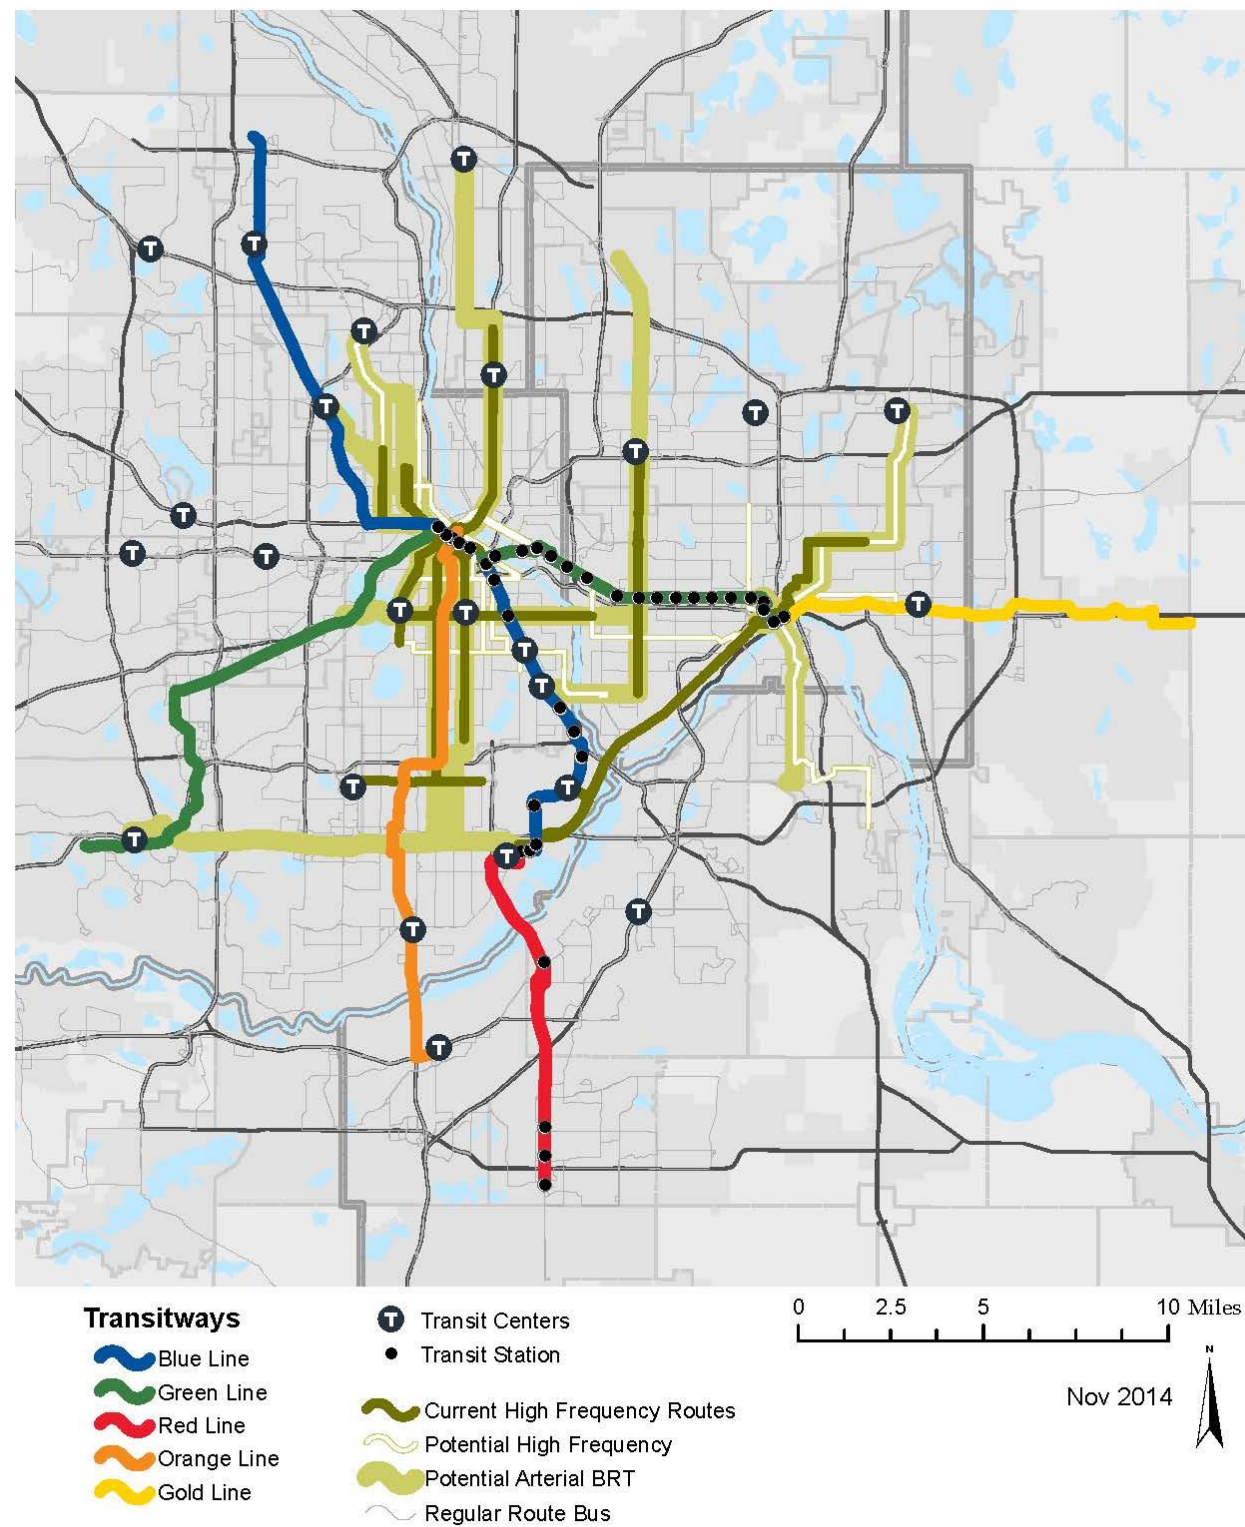 Transitways
Blue Line
Green Line
Red Line
Orange Line
Gold Line
T Transit Centers
Transit Station
Current High Frequency Routes
Potential High Frequency
Potential Arterial BRT
Regular Route Bus
0 2.5 5 10 Miles
Nov 2014
N